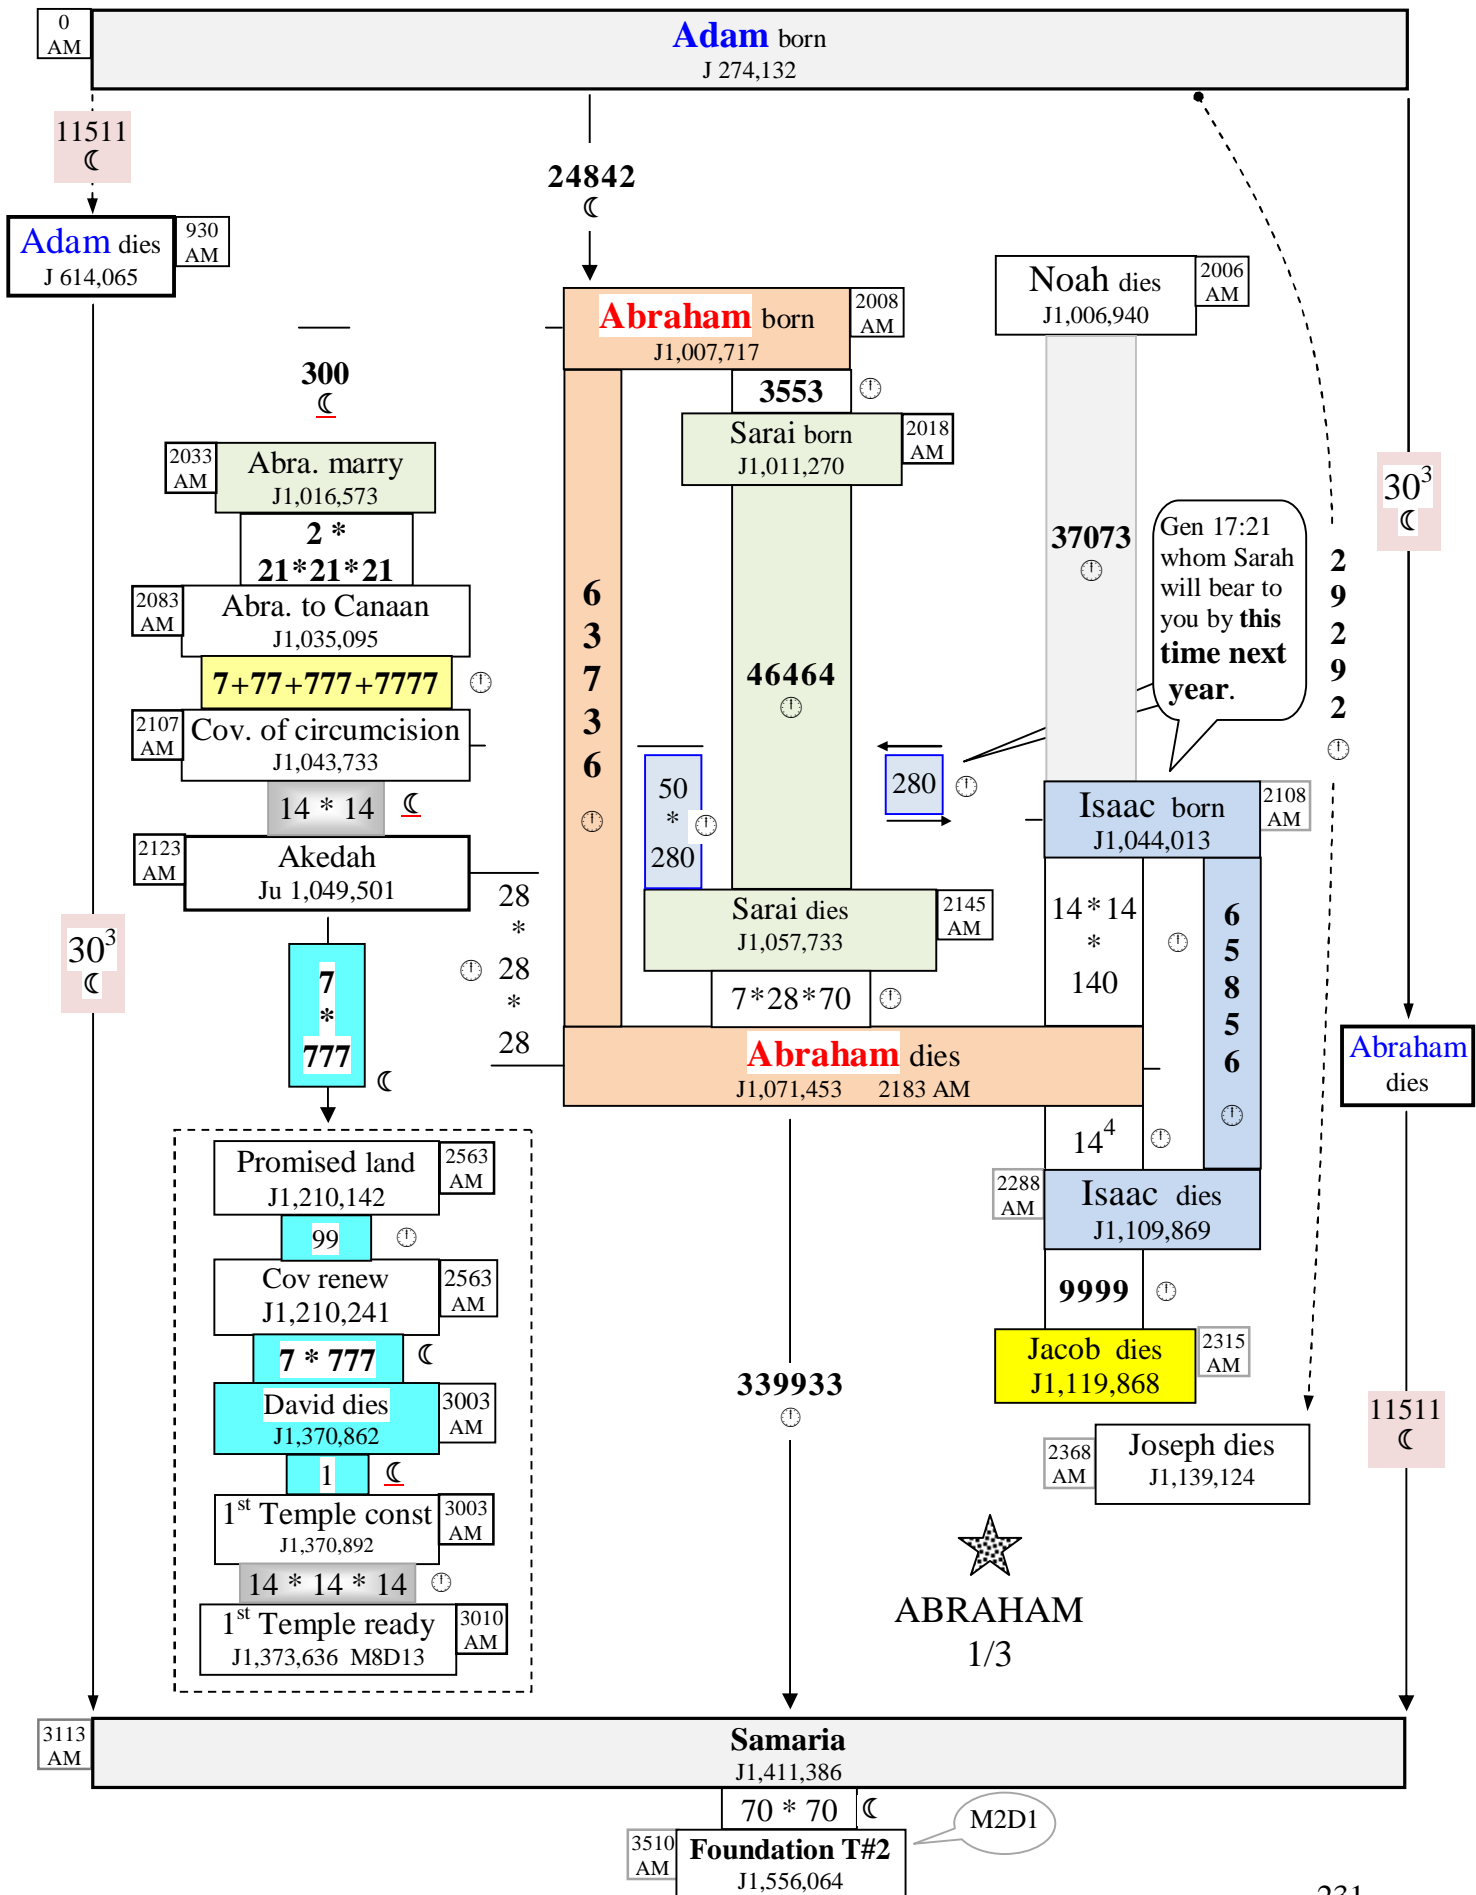 0
AM
Adam born
J 274,132
11511
☾
24842
☾
Adam dies
J 614,065
930
AM
Noah dies
J1,006,940
2006
AM
Abraham born
J1,007,717
2008
AM
300
☾
3553
Sarai born
J1,011,270
2018
AM
2033
AM
Abra. marry
J1,016,573
30³
☾
2 *
21*21*21
37073
Gen 17:21
whom Sarah
will bear to
you by this
time next
year.
2
9
2
9
2
2083
AM
Abra. to Canaan
J1,035,095
6
3
7
3
6
46464
7+77+777+7777
2107
AM
Cov. of circumcision
J1,043,733
50
*
280
280
Isaac born
J1,044,013
2108
AM
14 * 14
☾
2123
AM
Akedah
Ju 1,049,501
28
*
28
*
28
Sarai dies
J1,057,733
2145
AM
14*14
*
140
6
5
8
5
6
30³
☾
7
*
777
☾
7*28*70
Abraham dies
J1,071,453 2183 AM
Abraham
dies
14⁴
Promised land
J1,210,142
2563
AM
2288
AM
Isaac dies
J1,109,869
99
Cov renew
J1,210,241
2563
AM
9999
7 * 777
☾
Jacob dies
J1,119,868
2315
AM
339933
David dies
J1,370,862
3003
AM
11511
☾
2368
AM
Joseph dies
J1,139,124
1
☾
1st Temple const
J1,370,892
3003
AM
14 * 14 * 14
1st Temple ready
J1,373,636 M8D13
3010
AM
ABRAHAM
1/3
3113
AM
Samaria
J1,411,386
70 * 70
☾
M2D1
3510
AM
Foundation T#2
J1,556,064
231